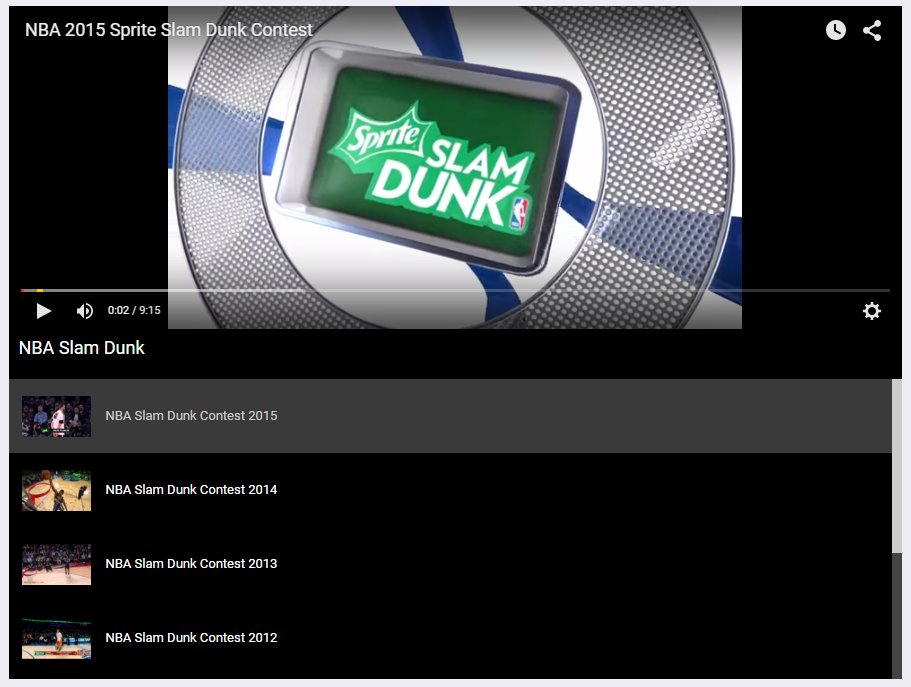 NBA 2015 Sprite Slam Dunk Contest
Sprite
SLAM
DUNK
0:02 / 9:15
NBA Slam Dunk
NBA Slam Dunk Contest 2015
NBA Slam Dunk Contest 2014
NBA Slam Dunk Contest 2013
NBA Slam Dunk Contest 2012